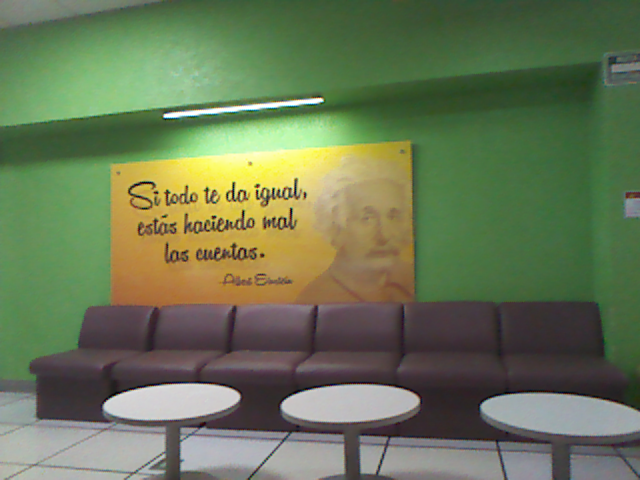 Si todo te da igual,
estás haciendo mal
las cuentas.
-Albert Einstein